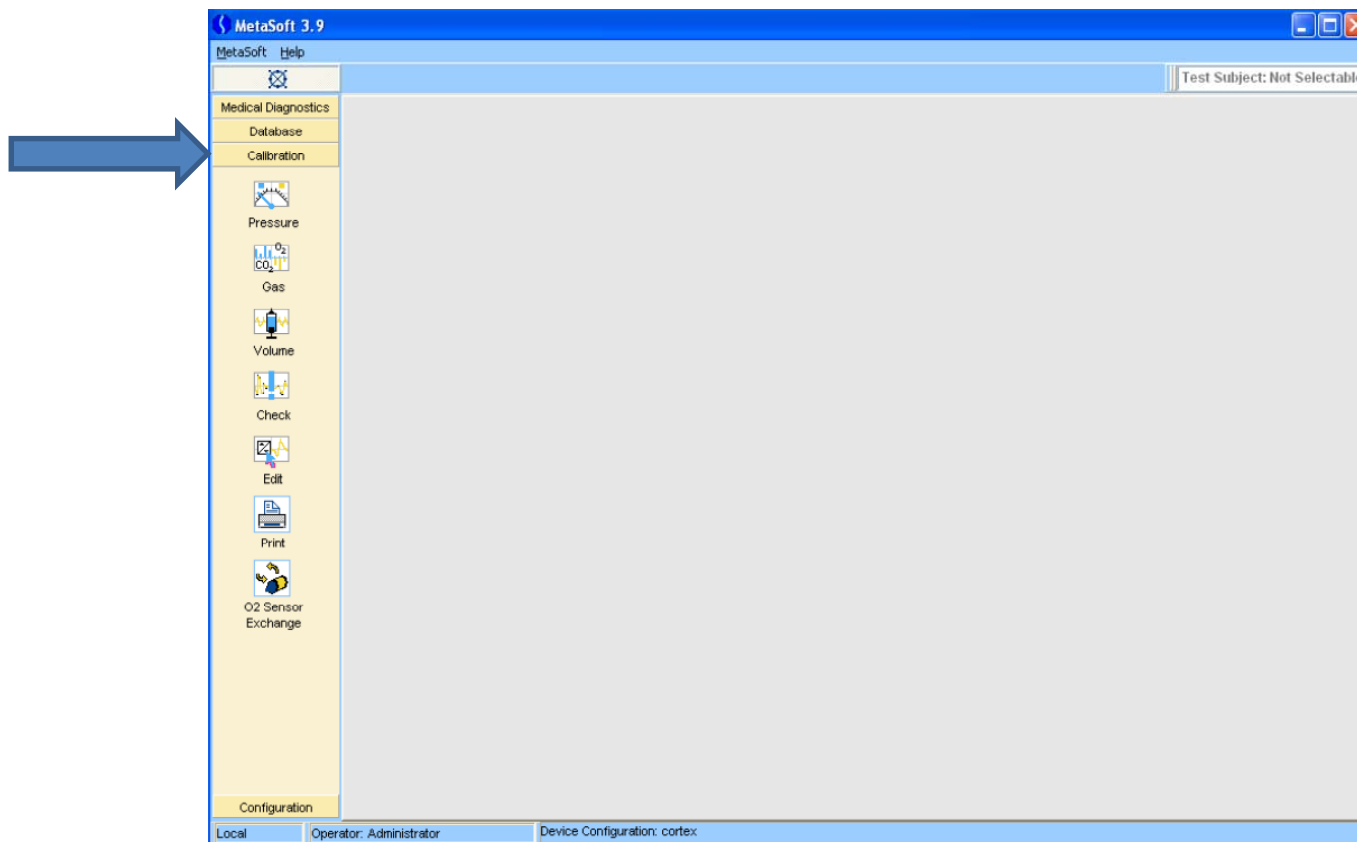 MetaSoft 3.9
MetaSoft Help
Test Subject: Not Selectable
Medical Diagnostics
Database
Calibration
Pressure
O2
CO2
Gas
Volume
Check
Edit
Print
O2 Sensor
Exchange
Configuration
Local Operator: Administrator Device Configuration: cortex